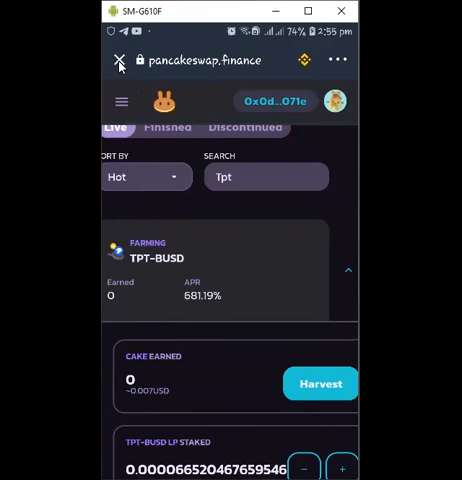 SM-G610F
74% 2:55 pm
pancakeswap.finance
0x0d...071e
Live Finished Discontinued
ORT BY SEARCH
Hot Tpt
FARMING
TPT-BUSD
Earned APR
0 681.19%
CAKE EARNED
0
~0.007USD
Harvest
TPT-BUSD LP STAKED
0.000066520467659546